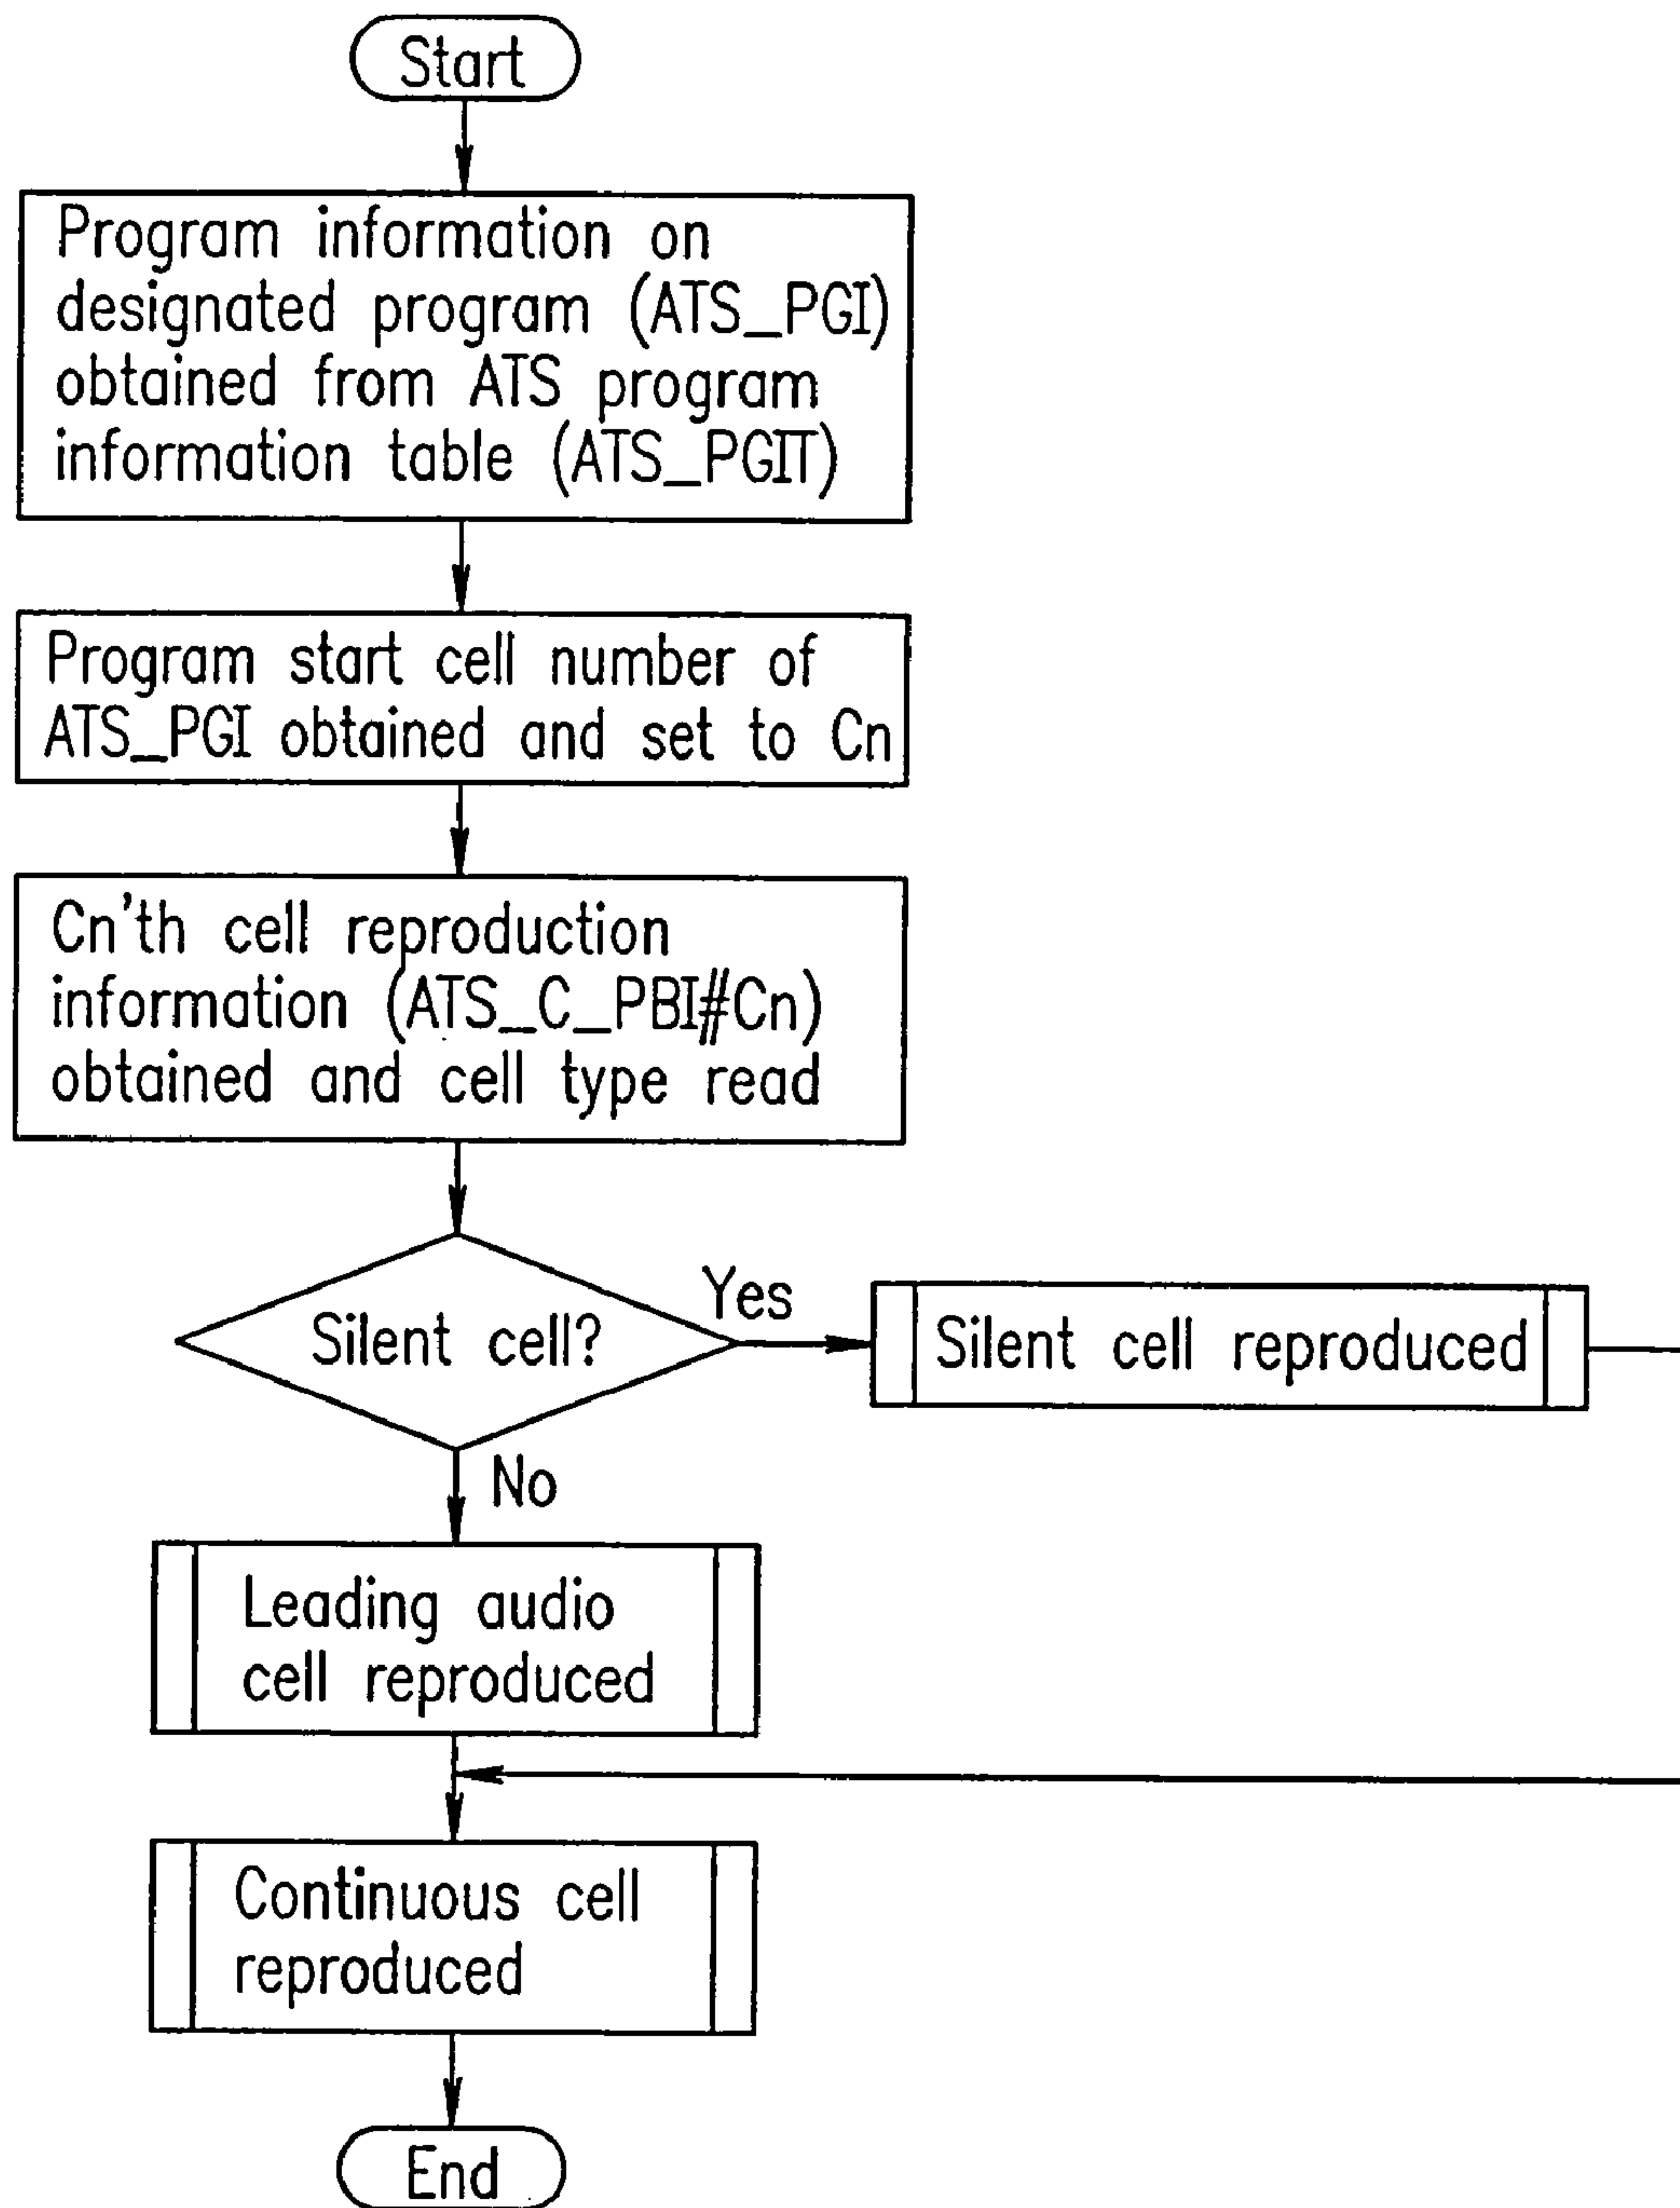 Start
Program information on
designated program (ATS_PGI)
obtained from ATS program
information table (ATS_PGIT)
Program start cell number of
ATS_PGI obtained and set to Cn
Cn'th cell reproduction
information (ATS_C_PBI#Cn)
obtained and cell type read
Silent cell?
Yes
Silent cell reproduced
No
Leading audio
cell reproduced
Continuous cell
reproduced
End